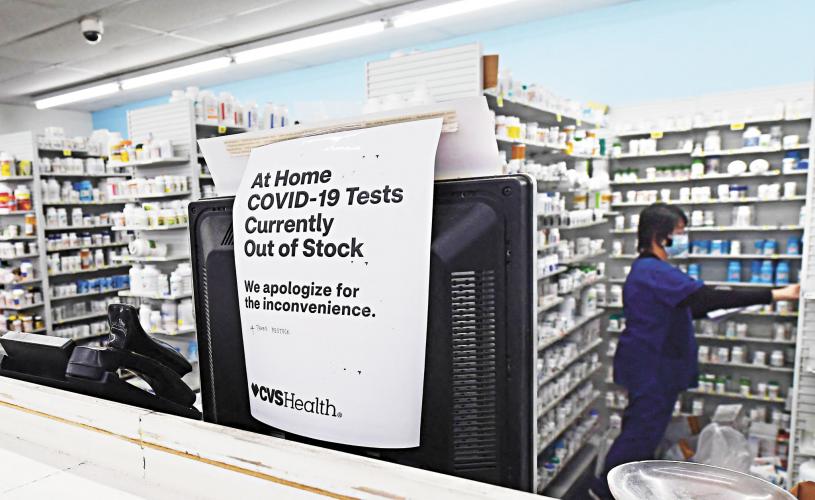 At Home
COVID-19 Tests
Currently
Out of Stock
We apologize for
the inconvenience.
CVSHealth®